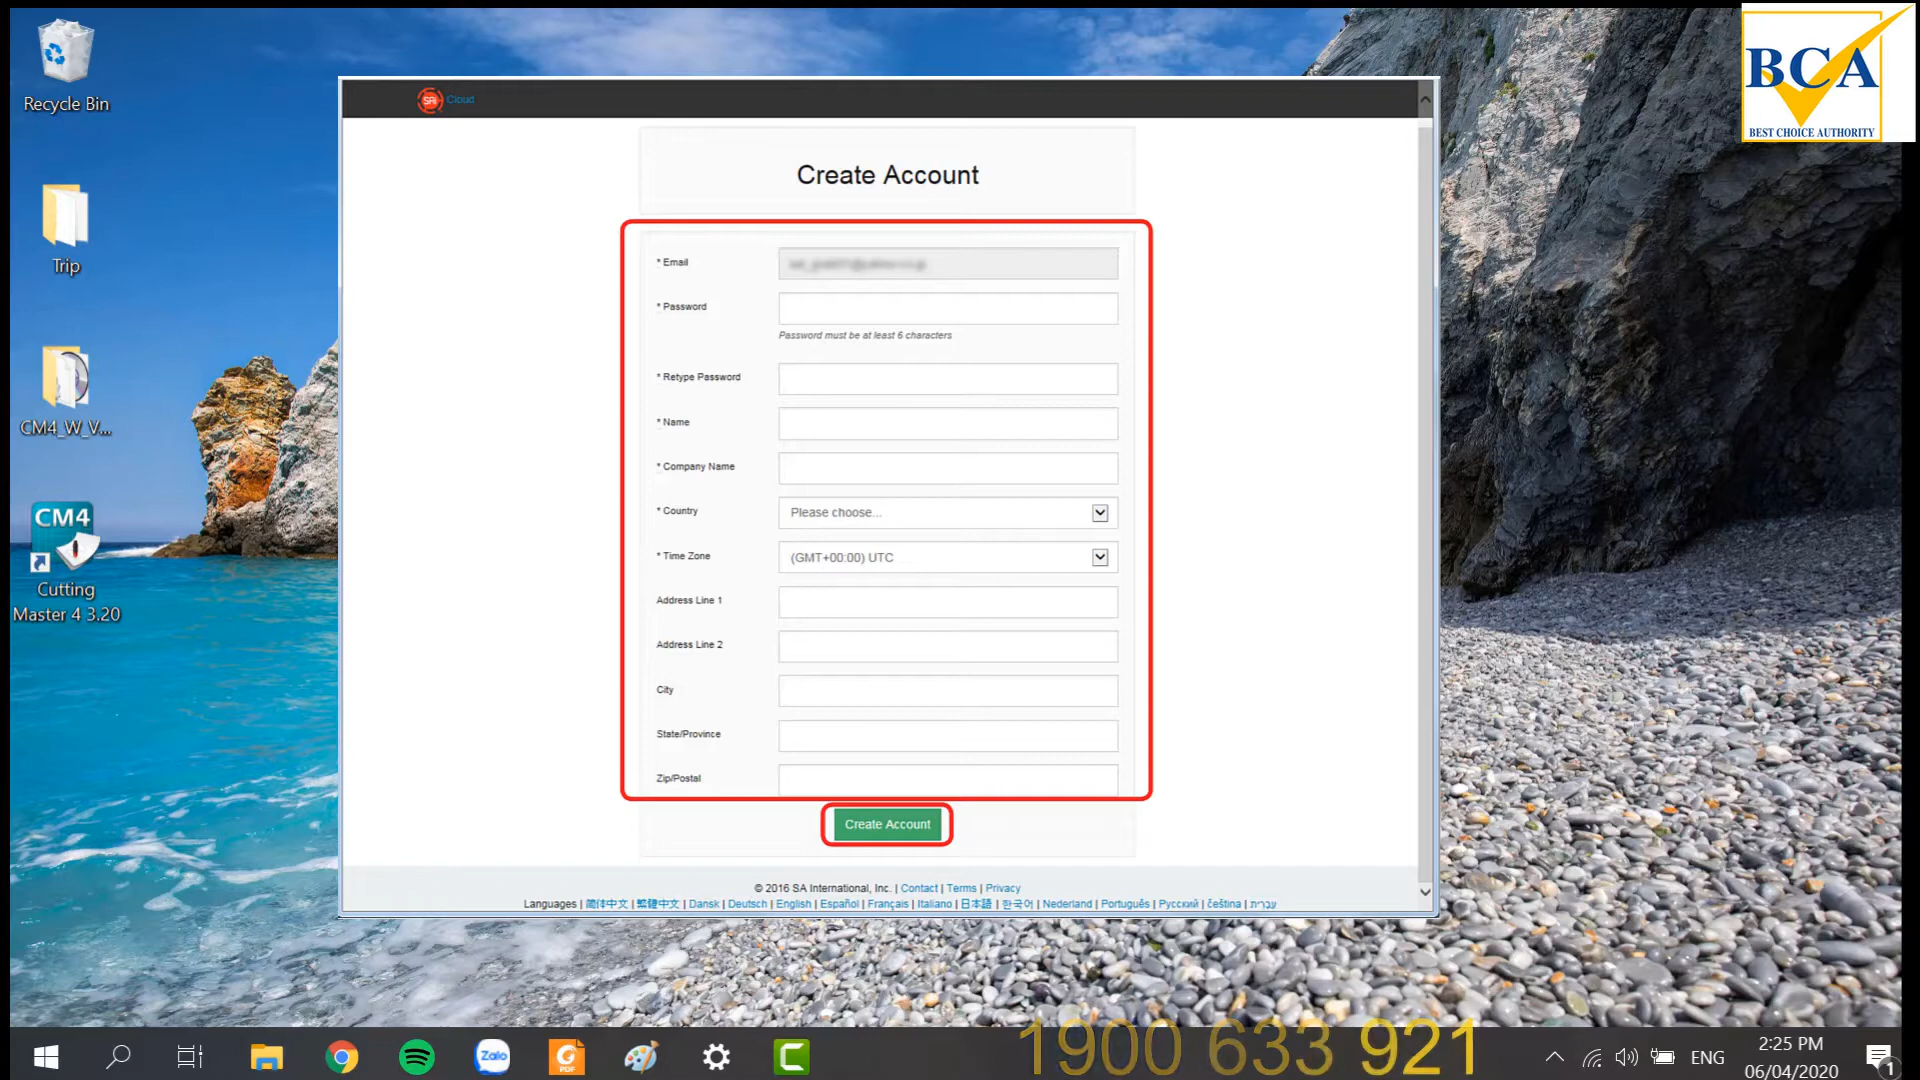 Recycle Bin
Trip
CM4_W_V...
CM4
Cutting
Master 4 3.20
BCA
BEST CHOICE AUTHORITY
SAi Cloud
Create Account
* Email
* Password
Password must be at least 6 characters
* Retype Password
* Name
* Company Name
* Country Please choose...
* Time Zone (GMT+00:00) UTC
Address Line 1
Address Line 2
City
State/Province
Zip/Postal
Create Account
© 2016 SA International, Inc. | Contact | Terms | Privacy
Languages | 简体中文 | 繁體中文 | Dansk | Deutsch | English | Español | Français | Italiano | 日本語 | 한국어 | Nederland | Português | Русский | čeština | עברית
1900 633 921
Zalo
PDF
ENG
2:25 PM
06/04/2020
1